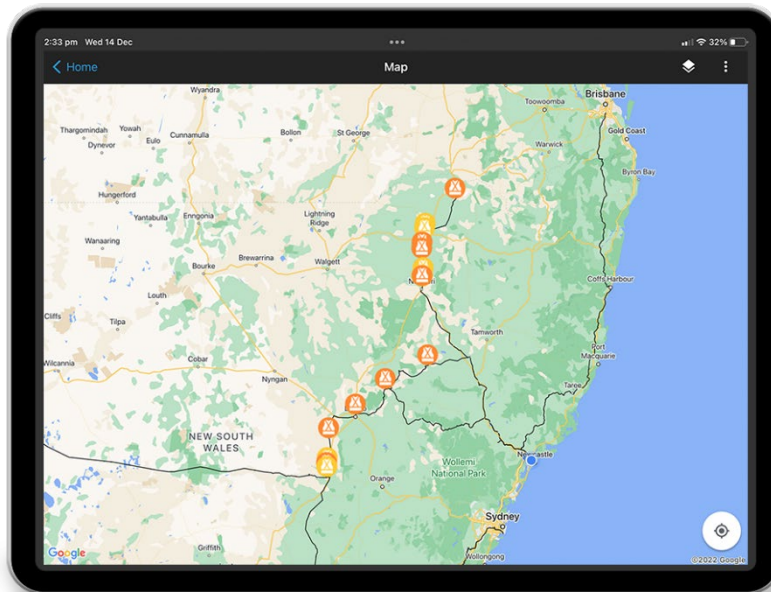 2:33 pm Wed 14 Dec
32%
Home
Map
Wyandra
Brisbane
Toowoomba
Thargomindah
Yowah
Cunnamulla
Bollon
St George
Dynevor
Eulo
Gold Coast
Warwick
Byron Bay
Hungerford
Yantabulla
Enngonia
Lightning
Ridge
Wanaaring
Brewarrina
Walgett
Bourke
Coffs Harbour
Louth
Cliffs
Tilpa
Tamworth
Port
Macquarie
Wilcannia
Cobar
Nyngan
Taree
NEW SOUTH
WALES
Newcastle
Wollemi
National Park
Orange
Sydney
Griffith
Wollongong
Google
©2022 Google